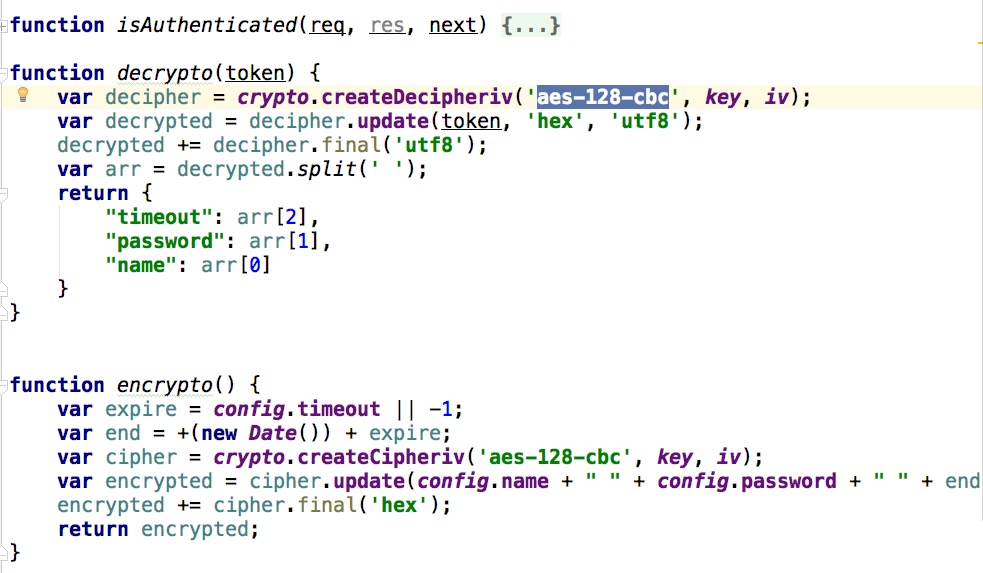 function isAuthenticated(req, res, next) {...}
function decrypto(token) {
var decipher = crypto.createDecipheriv('aes-128-cbc', key, iv);
var decrypted = decipher.update(token, 'hex', 'utf8');
decrypted += decipher.final('utf8');
var arr = decrypted.split(' ');
return {
"timeout": arr[2],
"password": arr[1],
"name": arr[0]
}
}
function encrypto() {
var expire = config.timeout || -1;
var end = +(new Date()) + expire;
var cipher = crypto.createCipheriv('aes-128-cbc', key, iv);
var encrypted = cipher.update(config.name + " " + config.password + " " + end
encrypted += cipher.final('hex');
return encrypted;
}